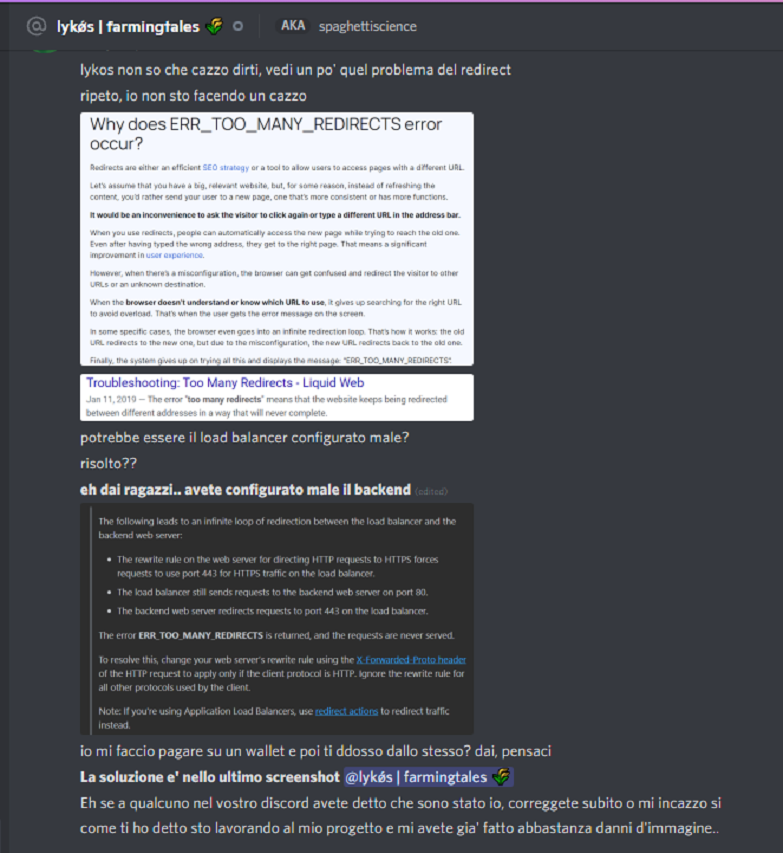 @ lykøs | farmingtales AKA spaghettiscience
lykos non so che cazzo dirti, vedi un po' quel problema del redirect
ripeto, io non sto facendo un cazzo
Why does ERR_TOO_MANY_REDIRECTS error
occur?
Redirects are either an efficient SEO strategy or a tool to allow users to access pages with a different URL.
Let's assume that you have a big, relevant website, but, for some reason, instead of refreshing the
content, you'd rather send your user to a new page, one that's more consistent or has more functions.
It would be an inconvenience to ask the visitor to click again or type a different URL in the address bar.
When you use redirects, people can automatically access the new page while trying to reach the old one.
Even after having typed the wrong address, they get to the right page. That means a significant
improvement in user experience.
However, when there's a misconfiguration, the browser can get confused and redirect the visitor to other
URLs or an unknown destination.
When the browser doesn't understand or know which URL to use, it gives up searching for the right URL
to avoid overload. That's when the user gets the error message on the screen.
In some specific cases, the browser even goes into an infinite redirection loop. That's how it works: the old
URL redirects to the new one, but due to the misconfiguration, the new URL redirects back to the old one.
Finally, the system gives up on trying all this and displays the message: "ERR_TOO_MANY_REDIRECTS".
Troubleshooting: Too Many Redirects - Liquid Web
Jan 11, 2019 — The error "too many redirects" means that the website keeps being redirected
between different addresses in a way that will never complete.
potrebbe essere il load balancer configurato male?
risolto??
eh dai ragazzi.. avete configurato male il backend (edited)
The following leads to an infinite loop of redirection between the load balancer and the
backend web server:
• The rewrite rule on the web server for directing HTTP requests to HTTPS forces
requests to use port 443 for HTTPS traffic on the load balancer.
• The load balancer still sends requests to the backend web server on port 80.
• The backend web server redirects requests to port 443 on the load balancer.
The error ERR_TOO_MANY_REDIRECTS is returned, and the requests are never served.
To resolve this, change your web server's rewrite rule using the X-Forwarded-Proto header
of the HTTP request to apply only if the client protocol is HTTP. Ignore the rewrite rule for
all other protocols used by the client.
Note: If you're using Application Load Balancers, use redirect actions to redirect traffic
instead.
io mi faccio pagare su un wallet e poi ti ddosso dallo stesso? dai, pensaci
La soluzione e' nello ultimo screenshot @lykøs | farmingtales
Eh se a qualcuno nel vostro discord avete detto che sono stato io, correggete subito o mi incazzo si
come ti ho detto sto lavorando al mio progetto e mi avete gia' fatto abbastanza danni d'immagine..